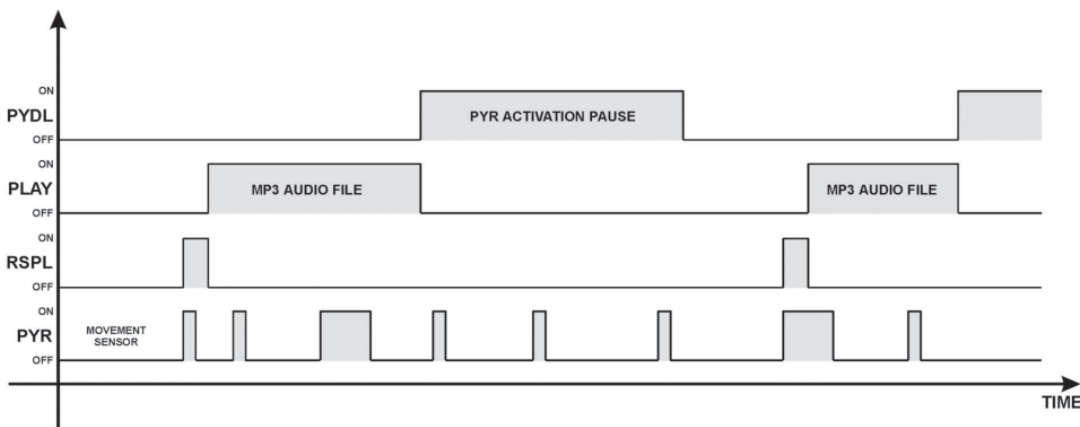 ON
PYDL
OFF
PYR ACTIVATION PAUSE
ON
PLAY
OFF
MP3 AUDIO FILE
MP3 AUDIO FILE
ON
RSPL
OFF
ON
PYR
OFF
MOVEMENT
SENSOR
TIME